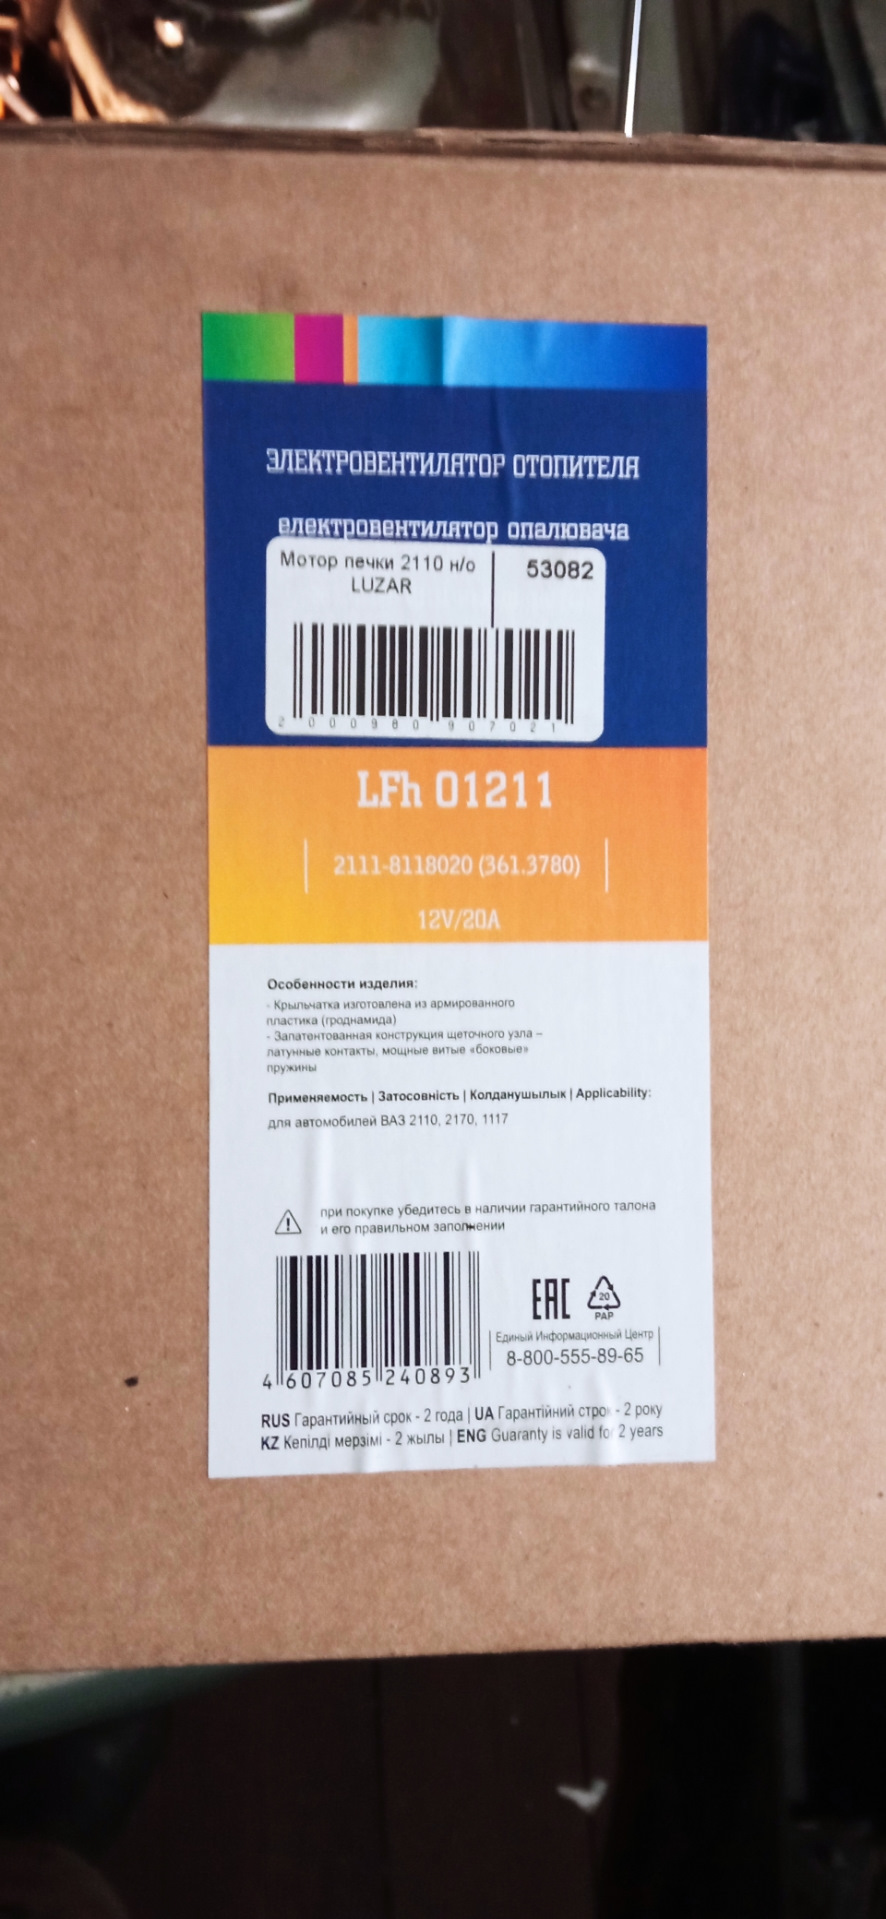 ЭЛЕКТРОВЕНТИЛЯТОР ОТОПИТЕЛЯ
електровентилятор опалювача
Мотор печки 2110 н/о
LUZAR
53082
2 000980 907021
LFh 01211
2111-8118020 (361.3780)
12V/20A
Особенности изделия:
- Крыльчатка изготовлена из армированного
пластика (гроднамида)
- Запатентованная конструкция щеточного узла –
латунные контакты, мощные витые «боковые»
пружины
Применяемость | Затосовність | Колданушылык | Applicability:
для автомобилей ВАЗ 2110, 2170, 1117
при покупке убедитесь в наличии гарантийного талона
и его правильном заполнении
4 607085 240893
EAC
20
PAP
Единый Информационный Центр
8-800-555-89-65
RUS Гарантийный срок - 2 года | UA Гарантійний строк - 2 року
KZ Кепілді мерзімі - 2 жылы | ENG Guaranty is valid for 2 years